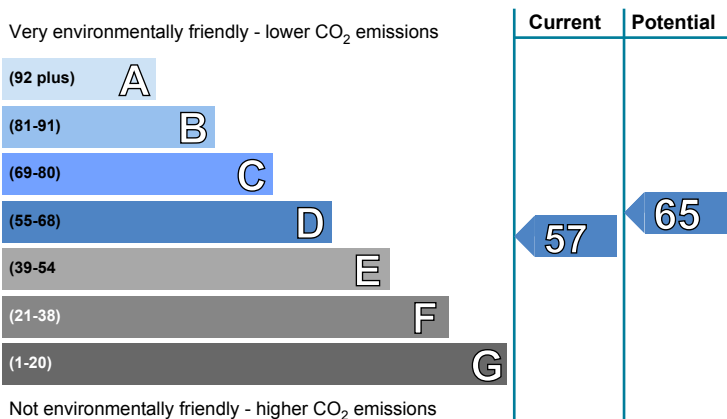 Current Potential
Very environmentally friendly - lower CO₂ emissions
(92 plus) A
(81-91) B
(69-80) C
(55-68) D
(39-54 E
(21-38) F
(1-20) G
57
65
Not environmentally friendly - higher CO₂ emissions